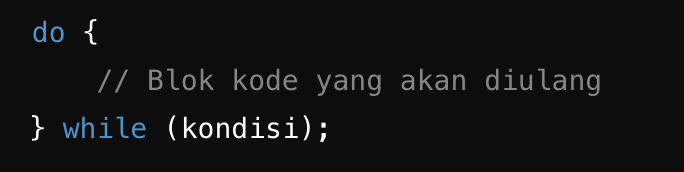 do {
// Blok kode yang akan diulang
} while (kondisi);